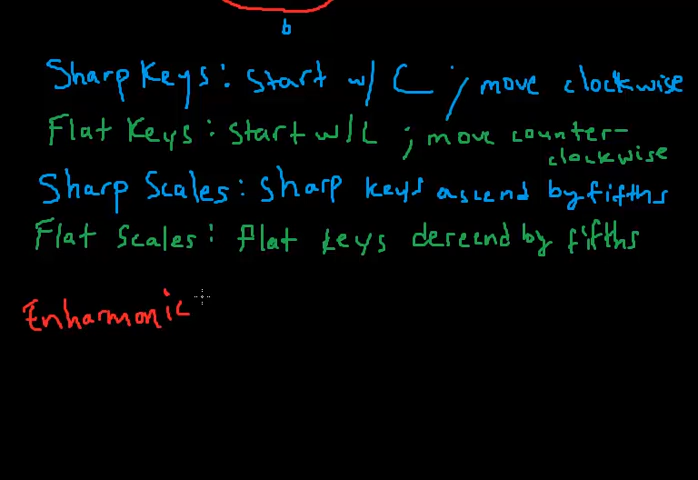 b
Sharp Keys: Start w/ C ; move clockwise
Flat Keys: Start w/C ; move counter-
clockwise
Sharp Scales: Sharp keys ascend by fifths
Flat Scales: Flat keys descend by fifths
Enharmonic